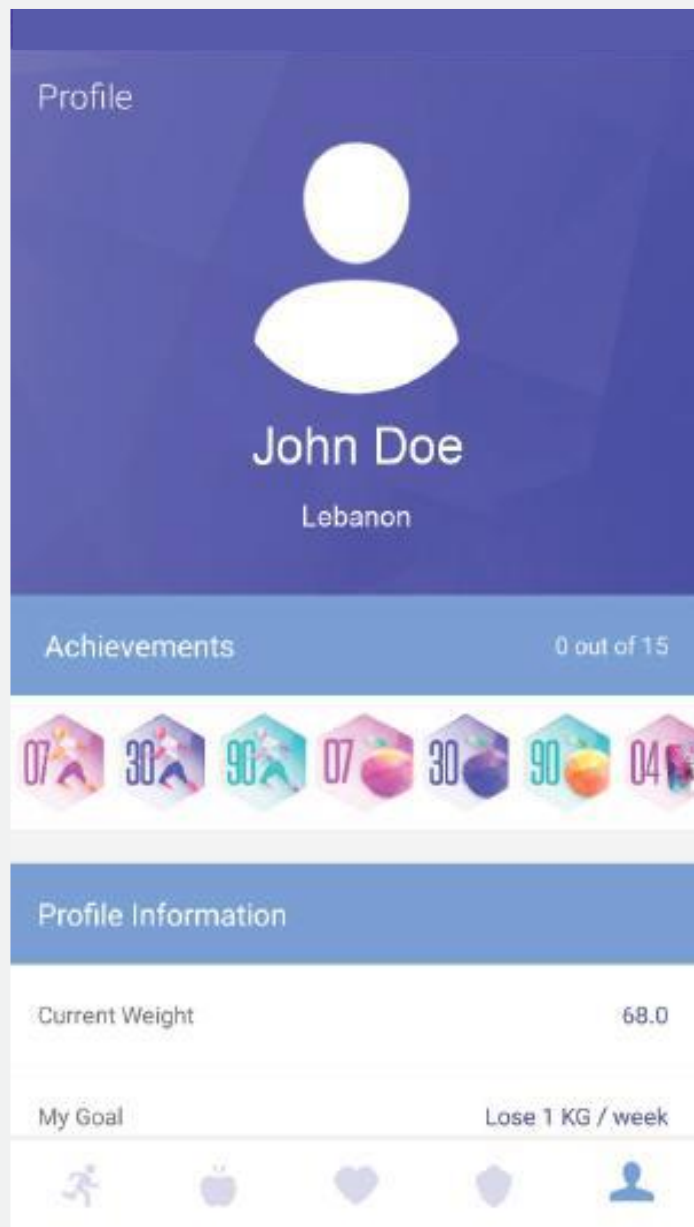 Profile
John Doe
Lebanon
Achievements 0 out of 15
07 30 90 07 30 90 04
Profile Information
Current Weight 68.0
My Goal Lose 1 KG / week